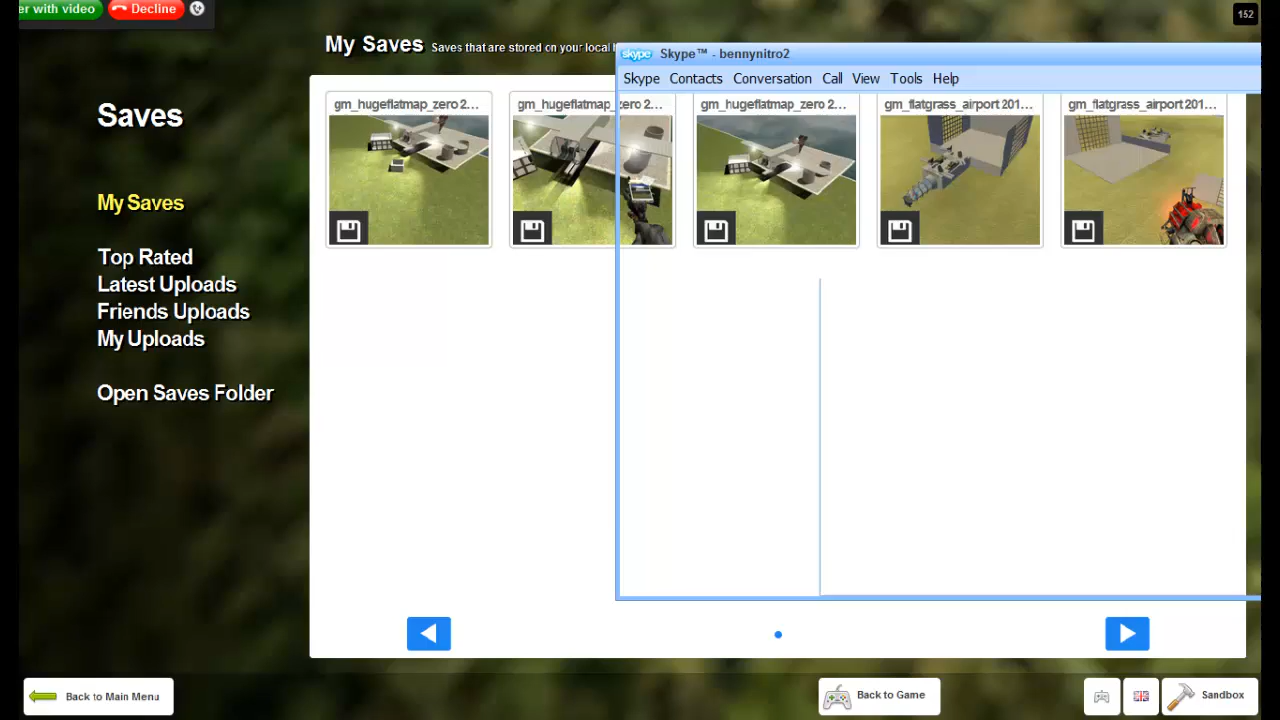 er with video
Decline
152
My Saves Saves that are stored on your local
skype Skype™ - bennynitro2
Skype Contacts Conversation Call View Tools Help
gm_hugeflatmap_zero 2...
gm_hugeflatmap_zero 2...
gm_hugeflatmap_zero 2...
gm_flatgrass_airport 201...
gm_flatgrass_airport 201...
Saves
My Saves
Top Rated
Latest Uploads
Friends Uploads
My Uploads
Open Saves Folder
Back to Main Menu
Back to Game
Sandbox